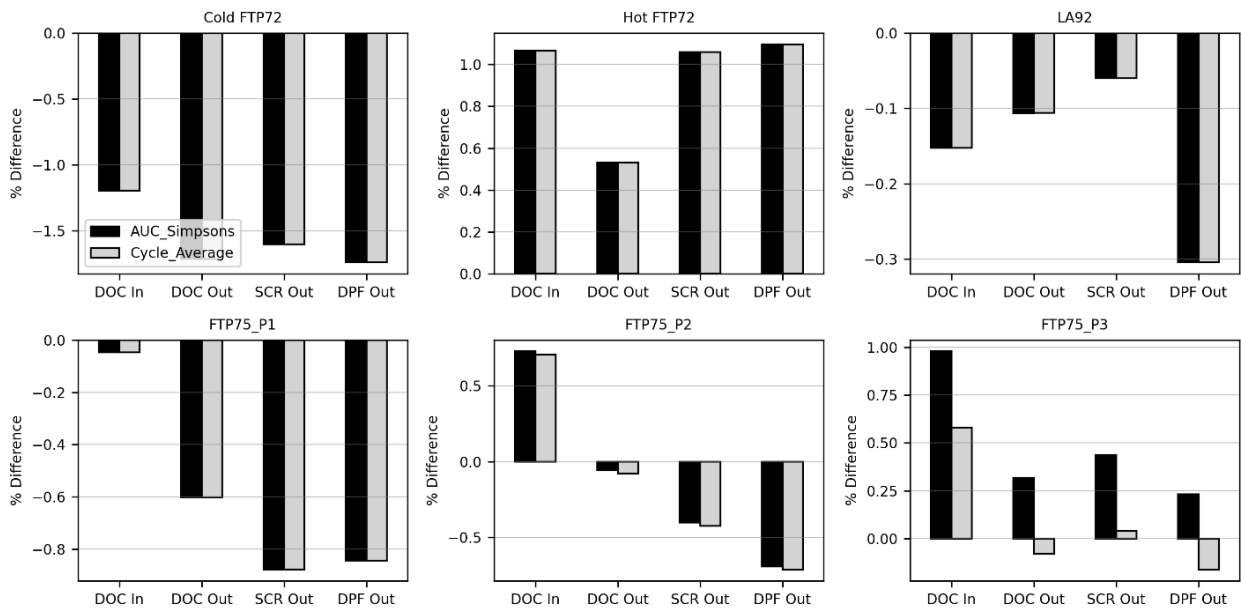 Cold FTP72
% Difference
0.0
−0.5
−1.0
−1.5
AUC_Simpsons
Cycle_Average
DOC In DOC Out SCR Out DPF Out
Hot FTP72
% Difference
1.0
0.8
0.6
0.4
0.2
0.0
DOC In DOC Out SCR Out DPF Out
LA92
% Difference
0.0
−0.1
−0.2
−0.3
DOC In DOC Out SCR Out DPF Out
FTP75_P1
% Difference
0.0
−0.2
−0.4
−0.6
−0.8
DOC In DOC Out SCR Out DPF Out
FTP75_P2
% Difference
0.5
0.0
−0.5
DOC In DOC Out SCR Out DPF Out
FTP75_P3
% Difference
1.00
0.75
0.50
0.25
0.00
DOC In DOC Out SCR Out DPF Out